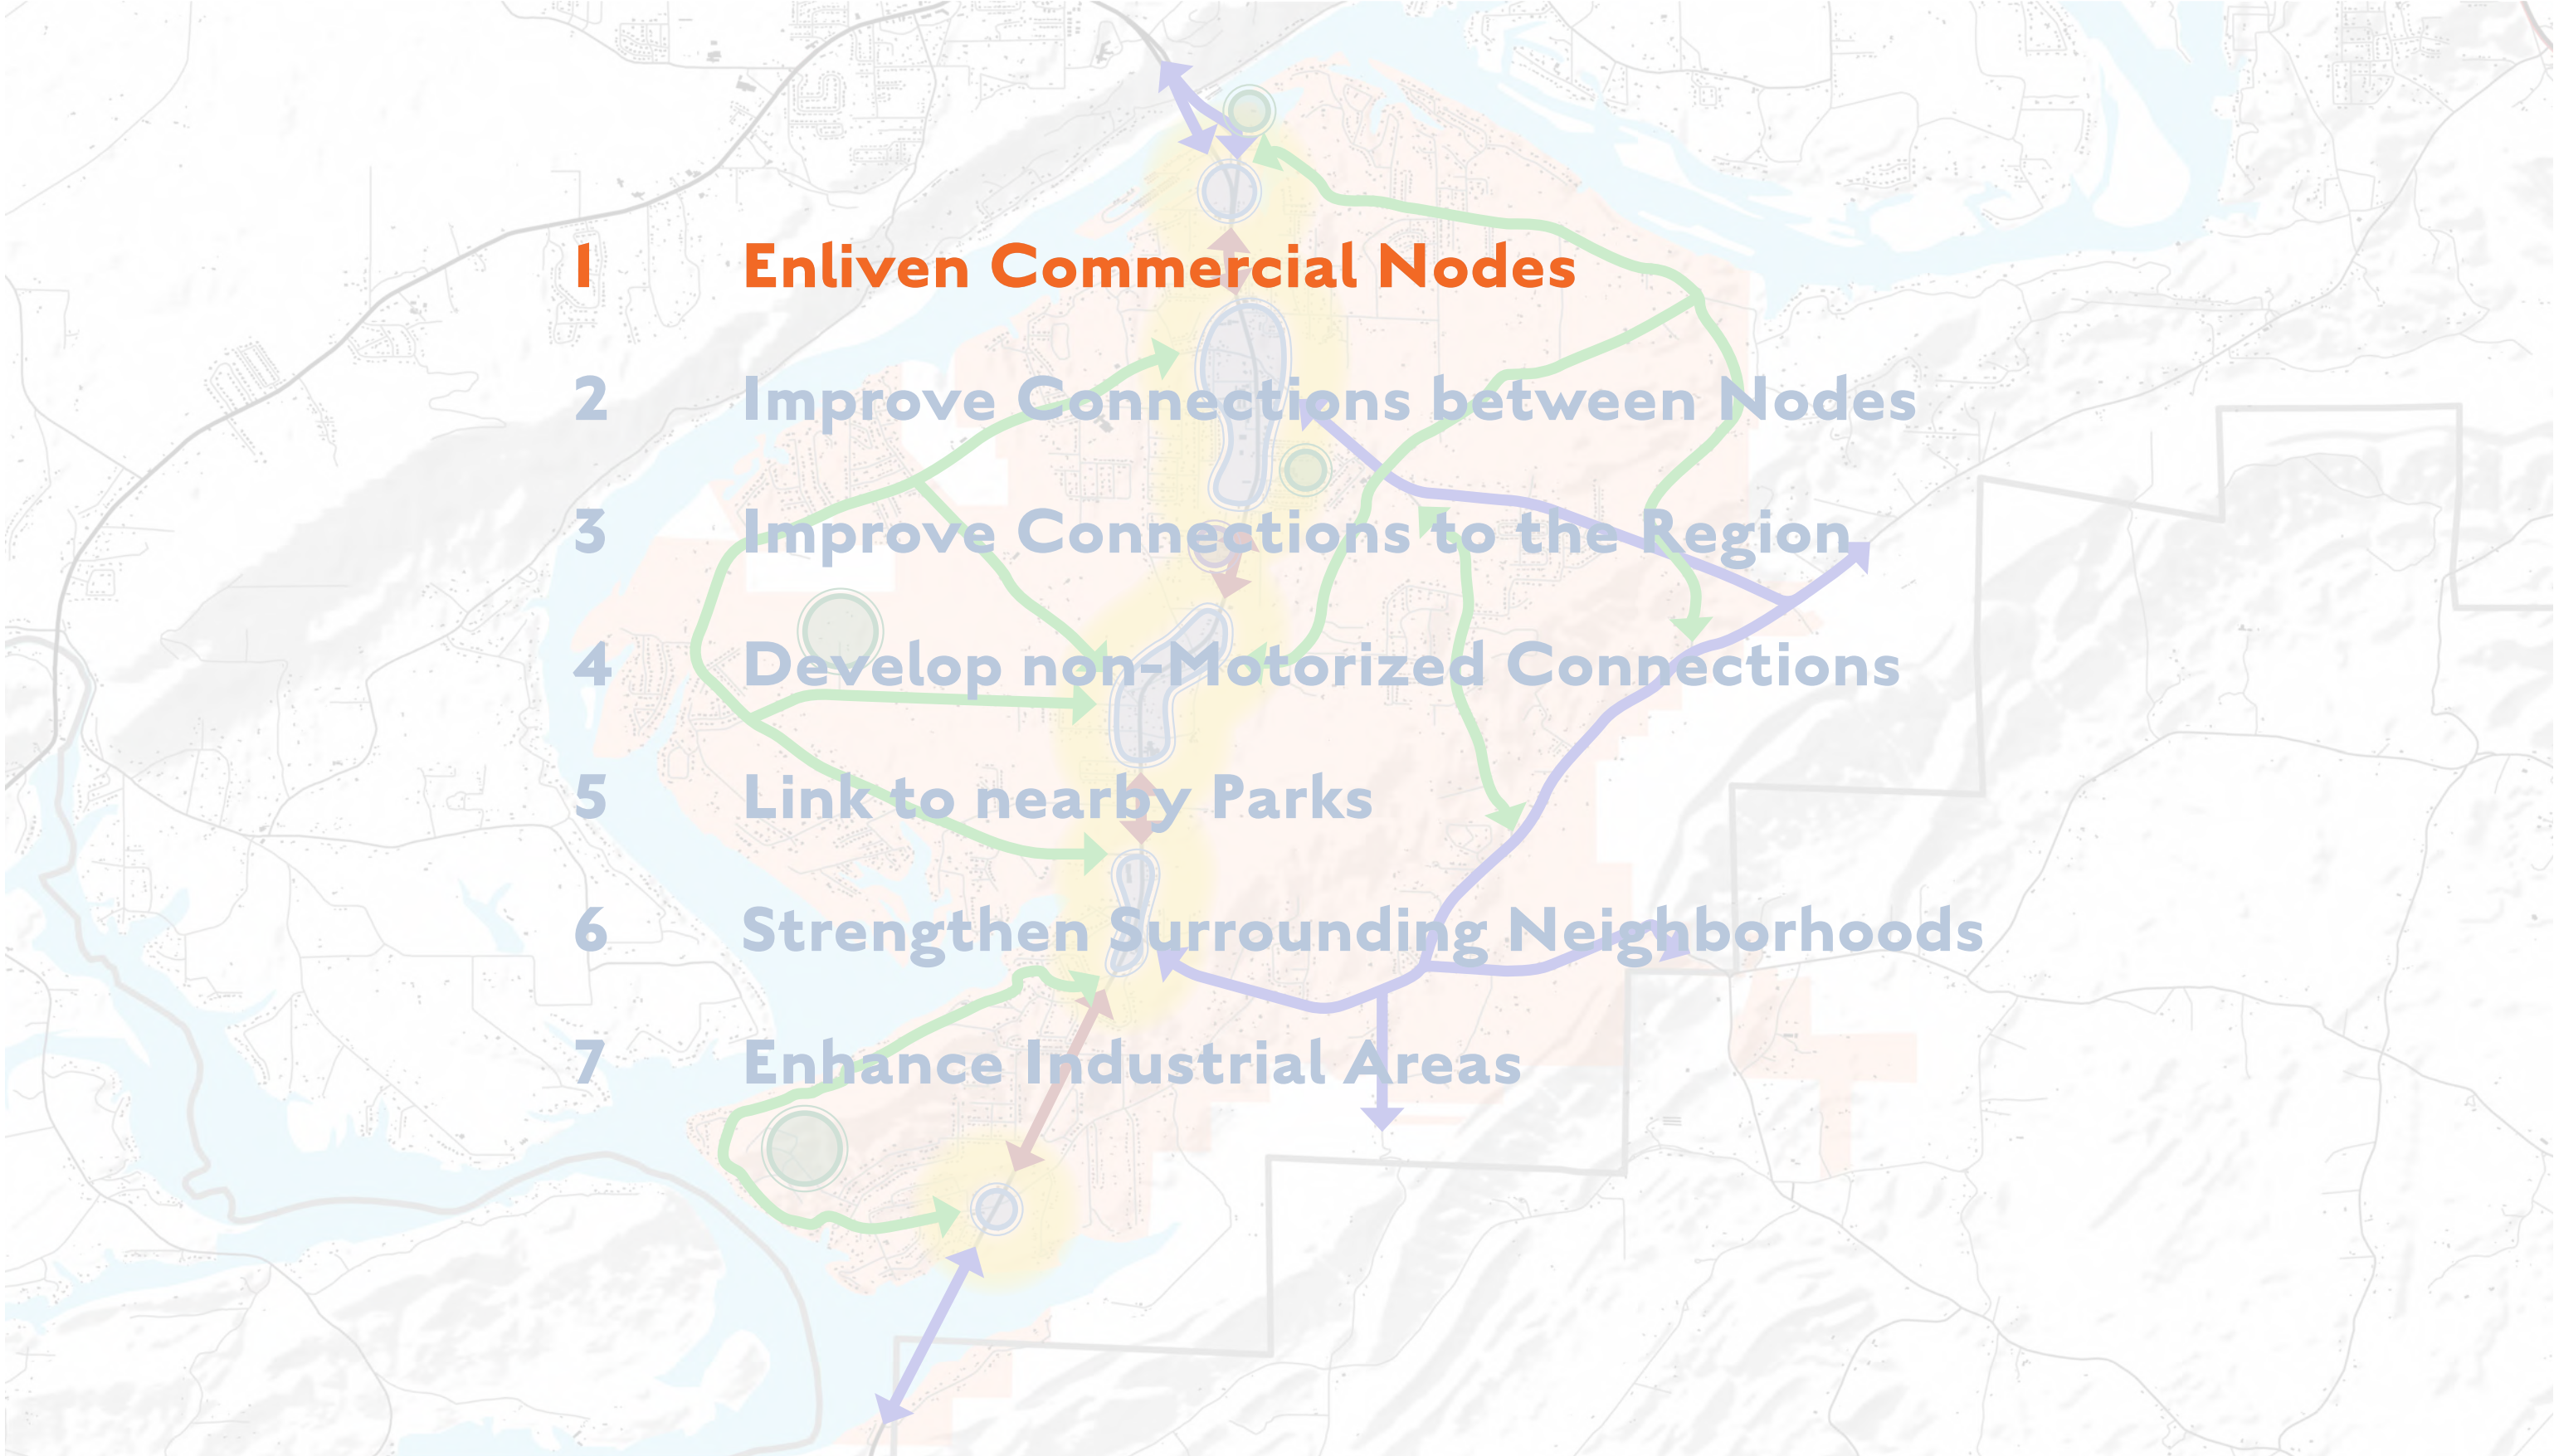 1 Enliven Commercial Nodes
2 Improve Connections between Nodes
3 Improve Connections to the Region
4 Develop non-Motorized Connections
5 Link to nearby Parks
6 Strengthen Surrounding Neighborhoods
7 Enhance Industrial Areas